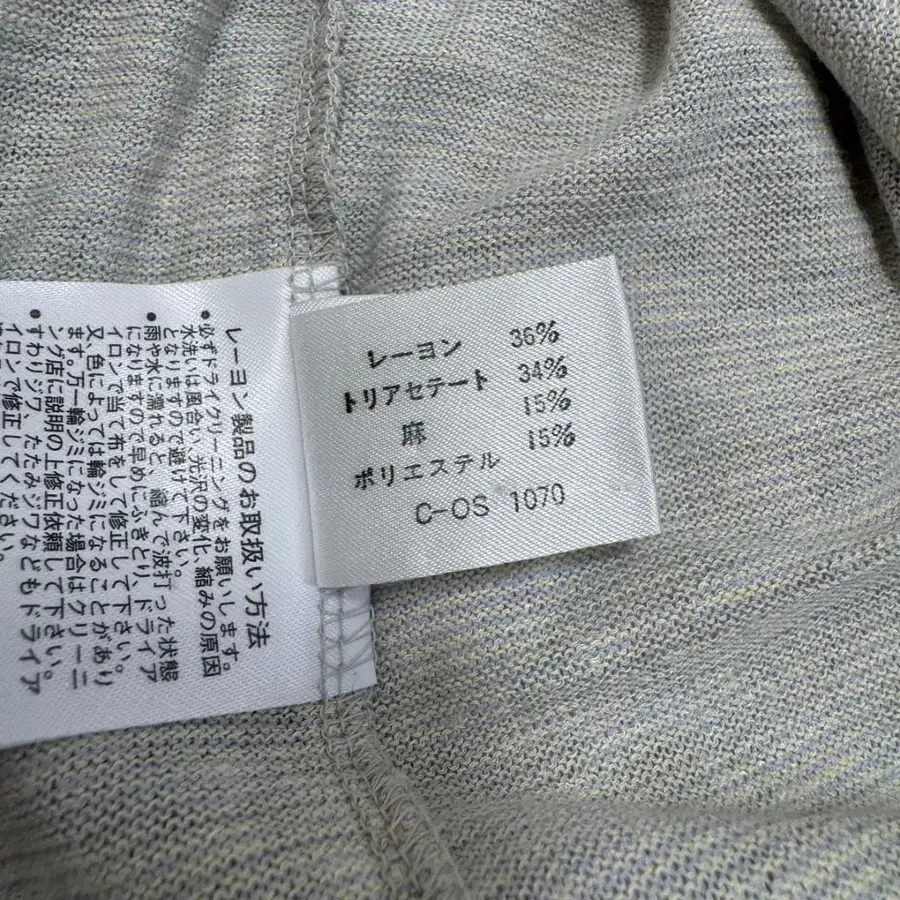 レーヨン製品のお取扱い方法
●必ずドライクリーニングをお願いします。
水洗いは風合い、光沢の変化、縮みの原因
となりますので避けて下さい。
●雨や水に濡れると、縮んで波打った状態
になりますので早めにふきとり、ドライア
イロンで当て布をして修正して下さい。
又、色によっては輪ジミになることがあり
ます。万一輪ジミになった場合はクリーニ
ング店に説明の上修正依頼して下さい。
●すわりジワ、たたみジワなどもドライア
イロンで修正してください。
レーヨン 36%
トリアセテート 34%
麻 15%
ポリエステル 15%
C-OS 1070